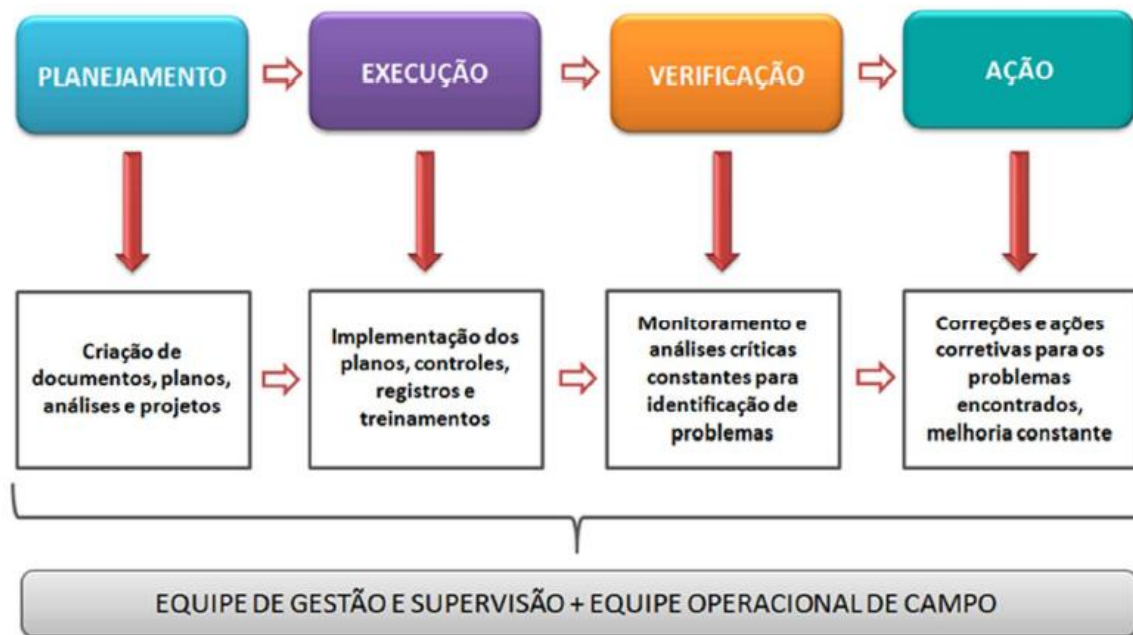 PLANEJAMENTO
EXECUÇÃO
VERIFICAÇÃO
AÇÃO
Criação de
documentos, planos,
análises e projetos
Implementação dos
planos, controles,
registros e
treinamentos
Monitoramento e
análises críticas
constantes para
identificação de
problemas
Correções e ações
corretivas para os
problemas
encontrados,
melhoria constante
EQUIPE DE GESTÃO E SUPERVISÃO + EQUIPE OPERACIONAL DE CAMPO